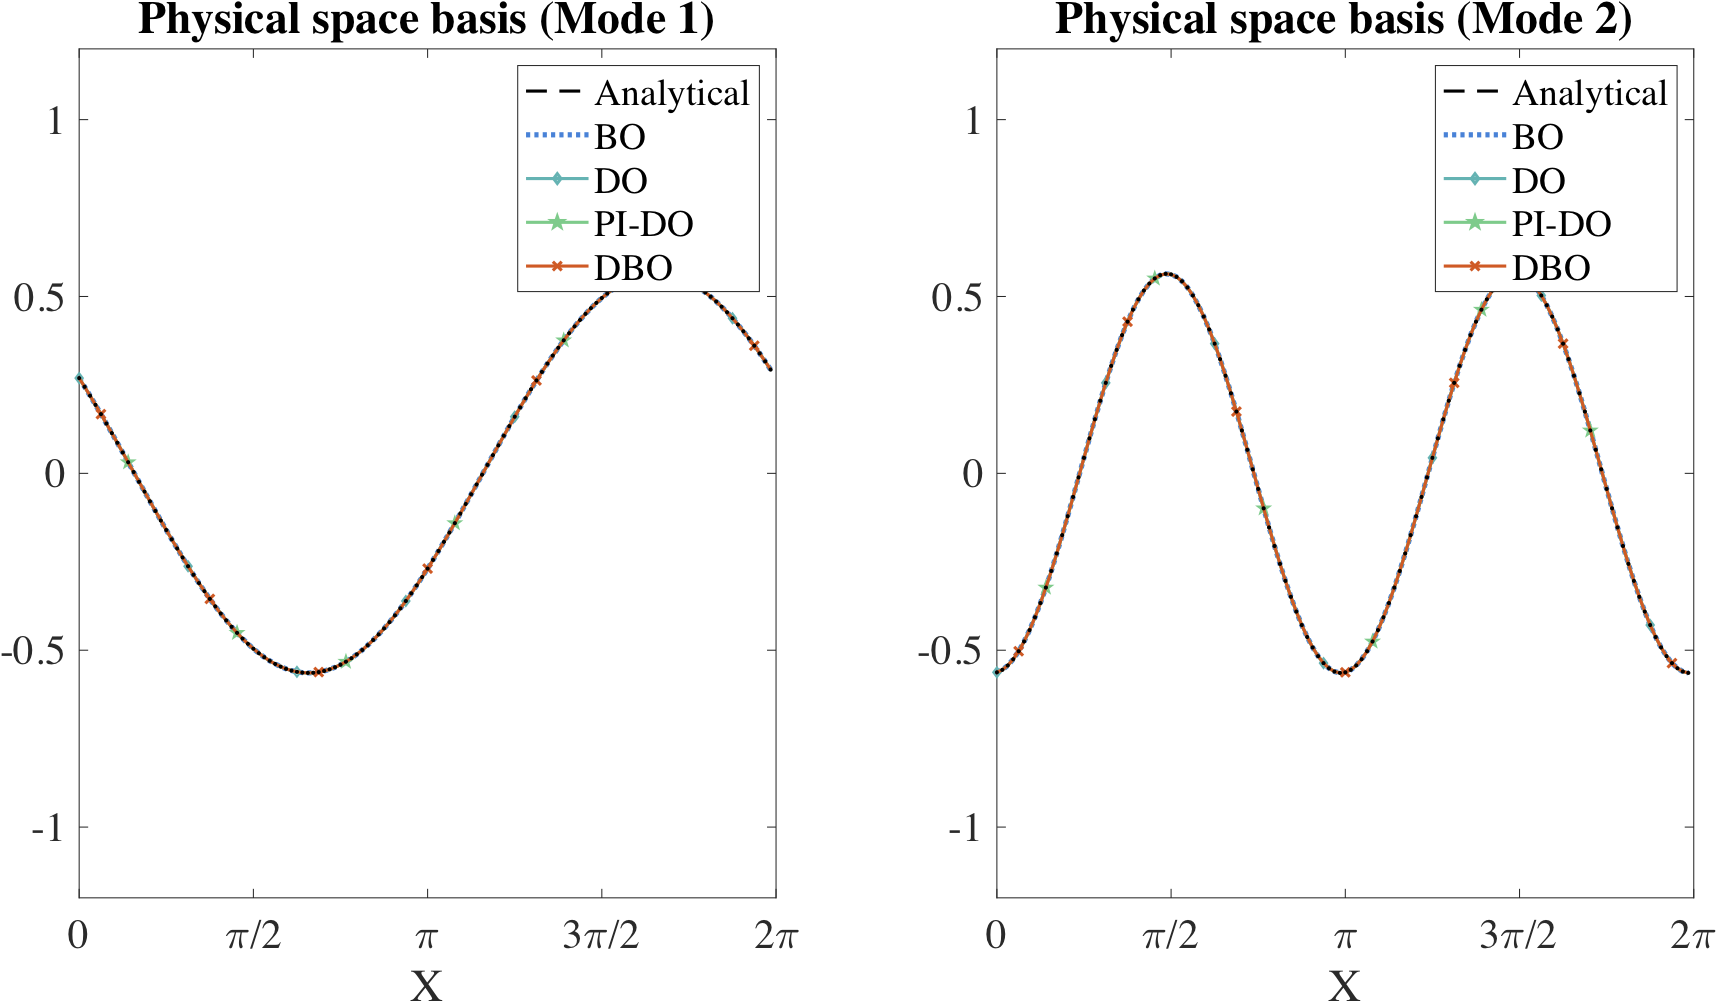 Physical space basis (Mode 1)
Analytical
BO
DO
PI-DO
DBO
1
0.5
0
-0.5
-1
0
π/2
π
3π/2
2π
X
Physical space basis (Mode 2)
Analytical
BO
DO
PI-DO
DBO
1
0.5
0
-0.5
-1
0
π/2
π
3π/2
2π
X